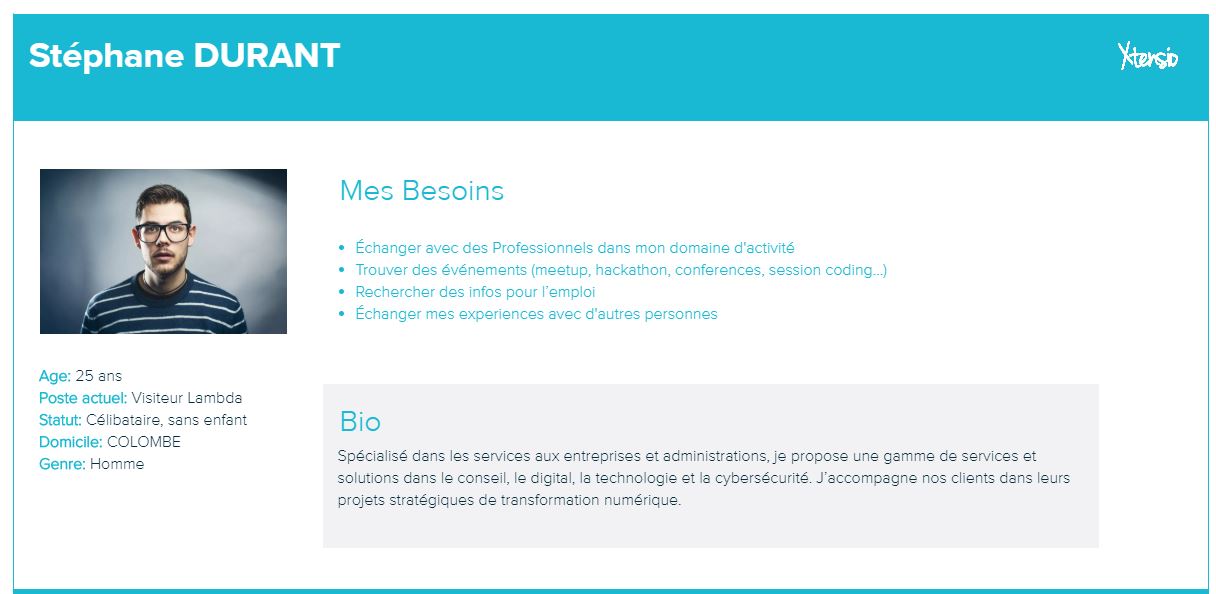 Stéphane DURANT
Xtensio
Mes Besoins
• Échanger avec des Professionnels dans mon domaine d'activité
• Trouver des événements (meetup, hackathon, conferences, session coding...)
• Rechercher des infos pour l'emploi
• Échanger mes experiences avec d'autres personnes
Age: 25 ans
Poste actuel: Visiteur Lambda
Statut: Célibataire, sans enfant
Domicile: COLOMBE
Genre: Homme
Bio
Spécialisé dans les services aux entreprises et administrations, je propose une gamme de services et
solutions dans le conseil, le digital, la technologie et la cybersécurité. J'accompagne nos clients dans leurs
projets stratégiques de transformation numérique.